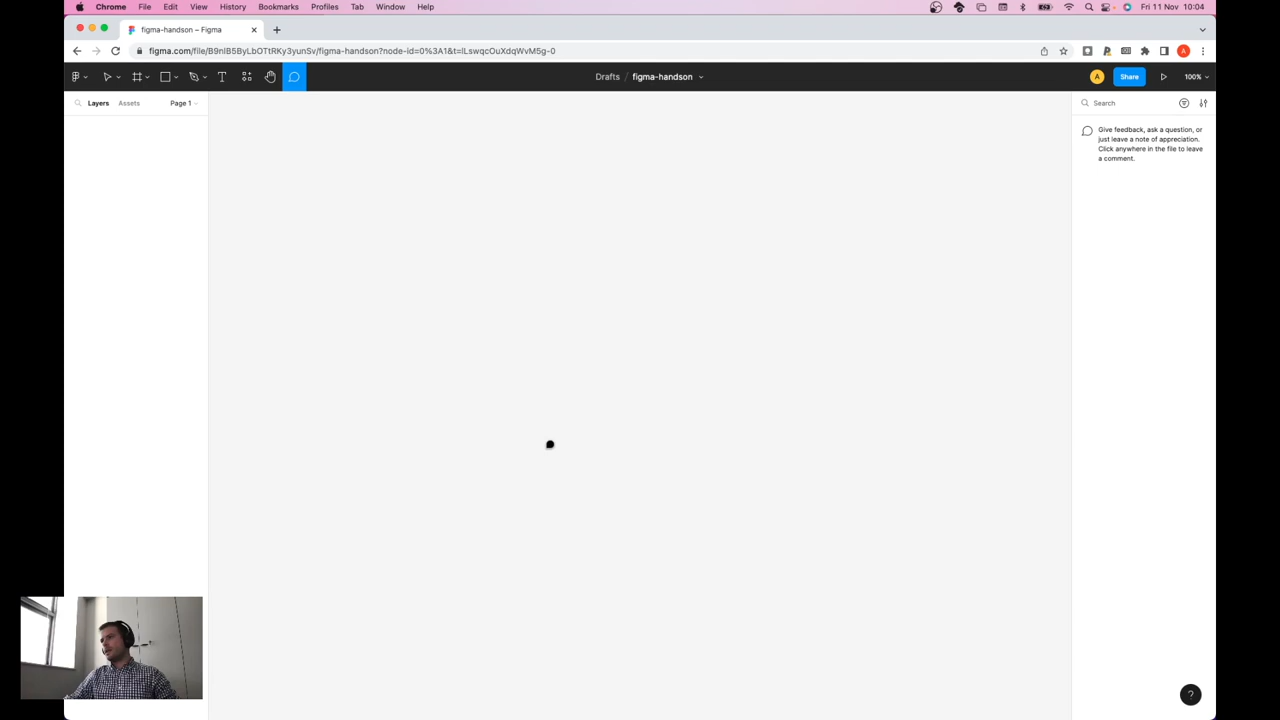 Chrome File Edit View History Bookmarks Profiles Tab Window Help Fri 11 Nov 10:04
figma-handson – Figma
figma.com/file/B9nIB5ByLbOTtRKy3yunSv/figma-handson?node-id=0%3A1&t=lLswqcOuXdqWvM5g-0 A
T Drafts / figma-handson A Share 100%
Layers Assets Page 1 Search
Give feedback, ask a question, or
just leave a note of appreciation.
Click anywhere in the file to leave
a comment.
?